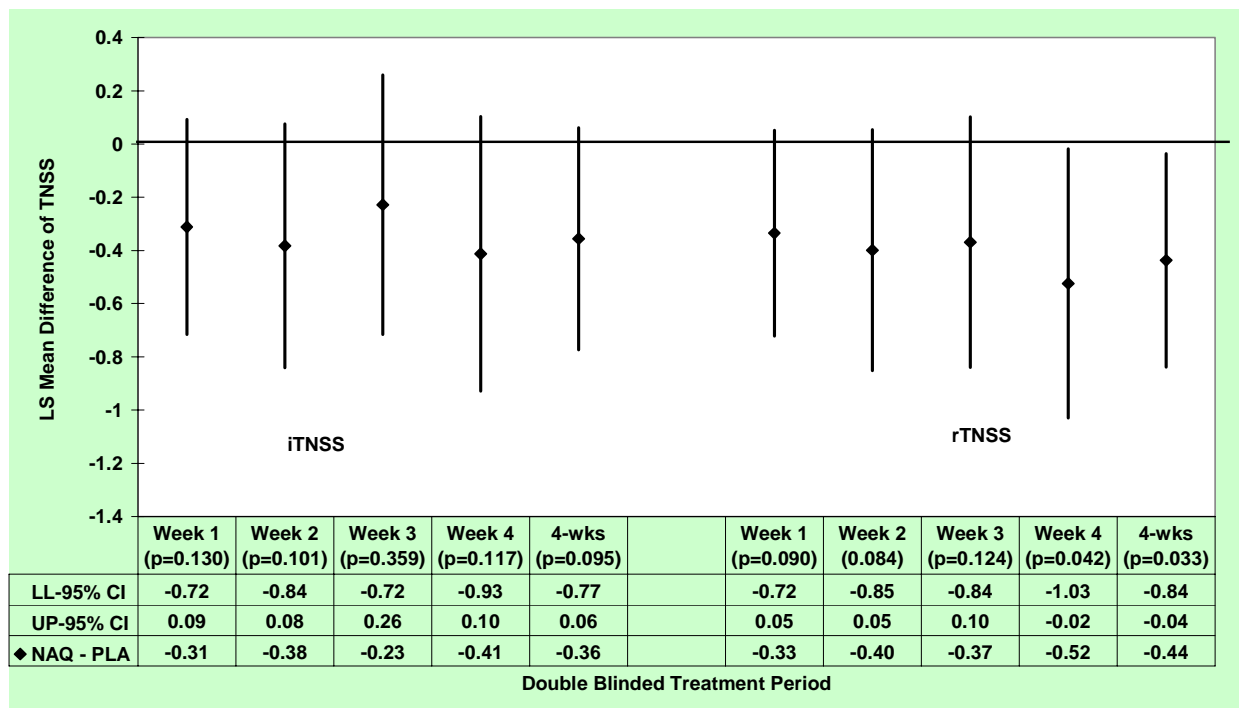 0.4
0.2
0
-0.2
-0.4
-0.6
-0.8
-1
-1.2
-1.4
LS Mean Difference of TNSS
iTNSS
rTNSS
Week 1 Week 2 Week 3 Week 4 4-wks Week 1 Week 2 Week 3 Week 4 4-wks
(p=0.130) (p=0.101) (p=0.359) (p=0.117) (p=0.095) (p=0.090) (0.084) (p=0.124) (p=0.042) (p=0.033)
LL-95% CI -0.72 -0.84 -0.72 -0.93 -0.77 -0.72 -0.85 -0.84 -1.03 -0.84
UP-95% CI 0.09 0.08 0.26 0.10 0.06 0.05 0.05 0.10 -0.02 -0.04
NAQ - PLA -0.31 -0.38 -0.23 -0.41 -0.36 -0.33 -0.40 -0.37 -0.52 -0.44
Double Blinded Treatment Period